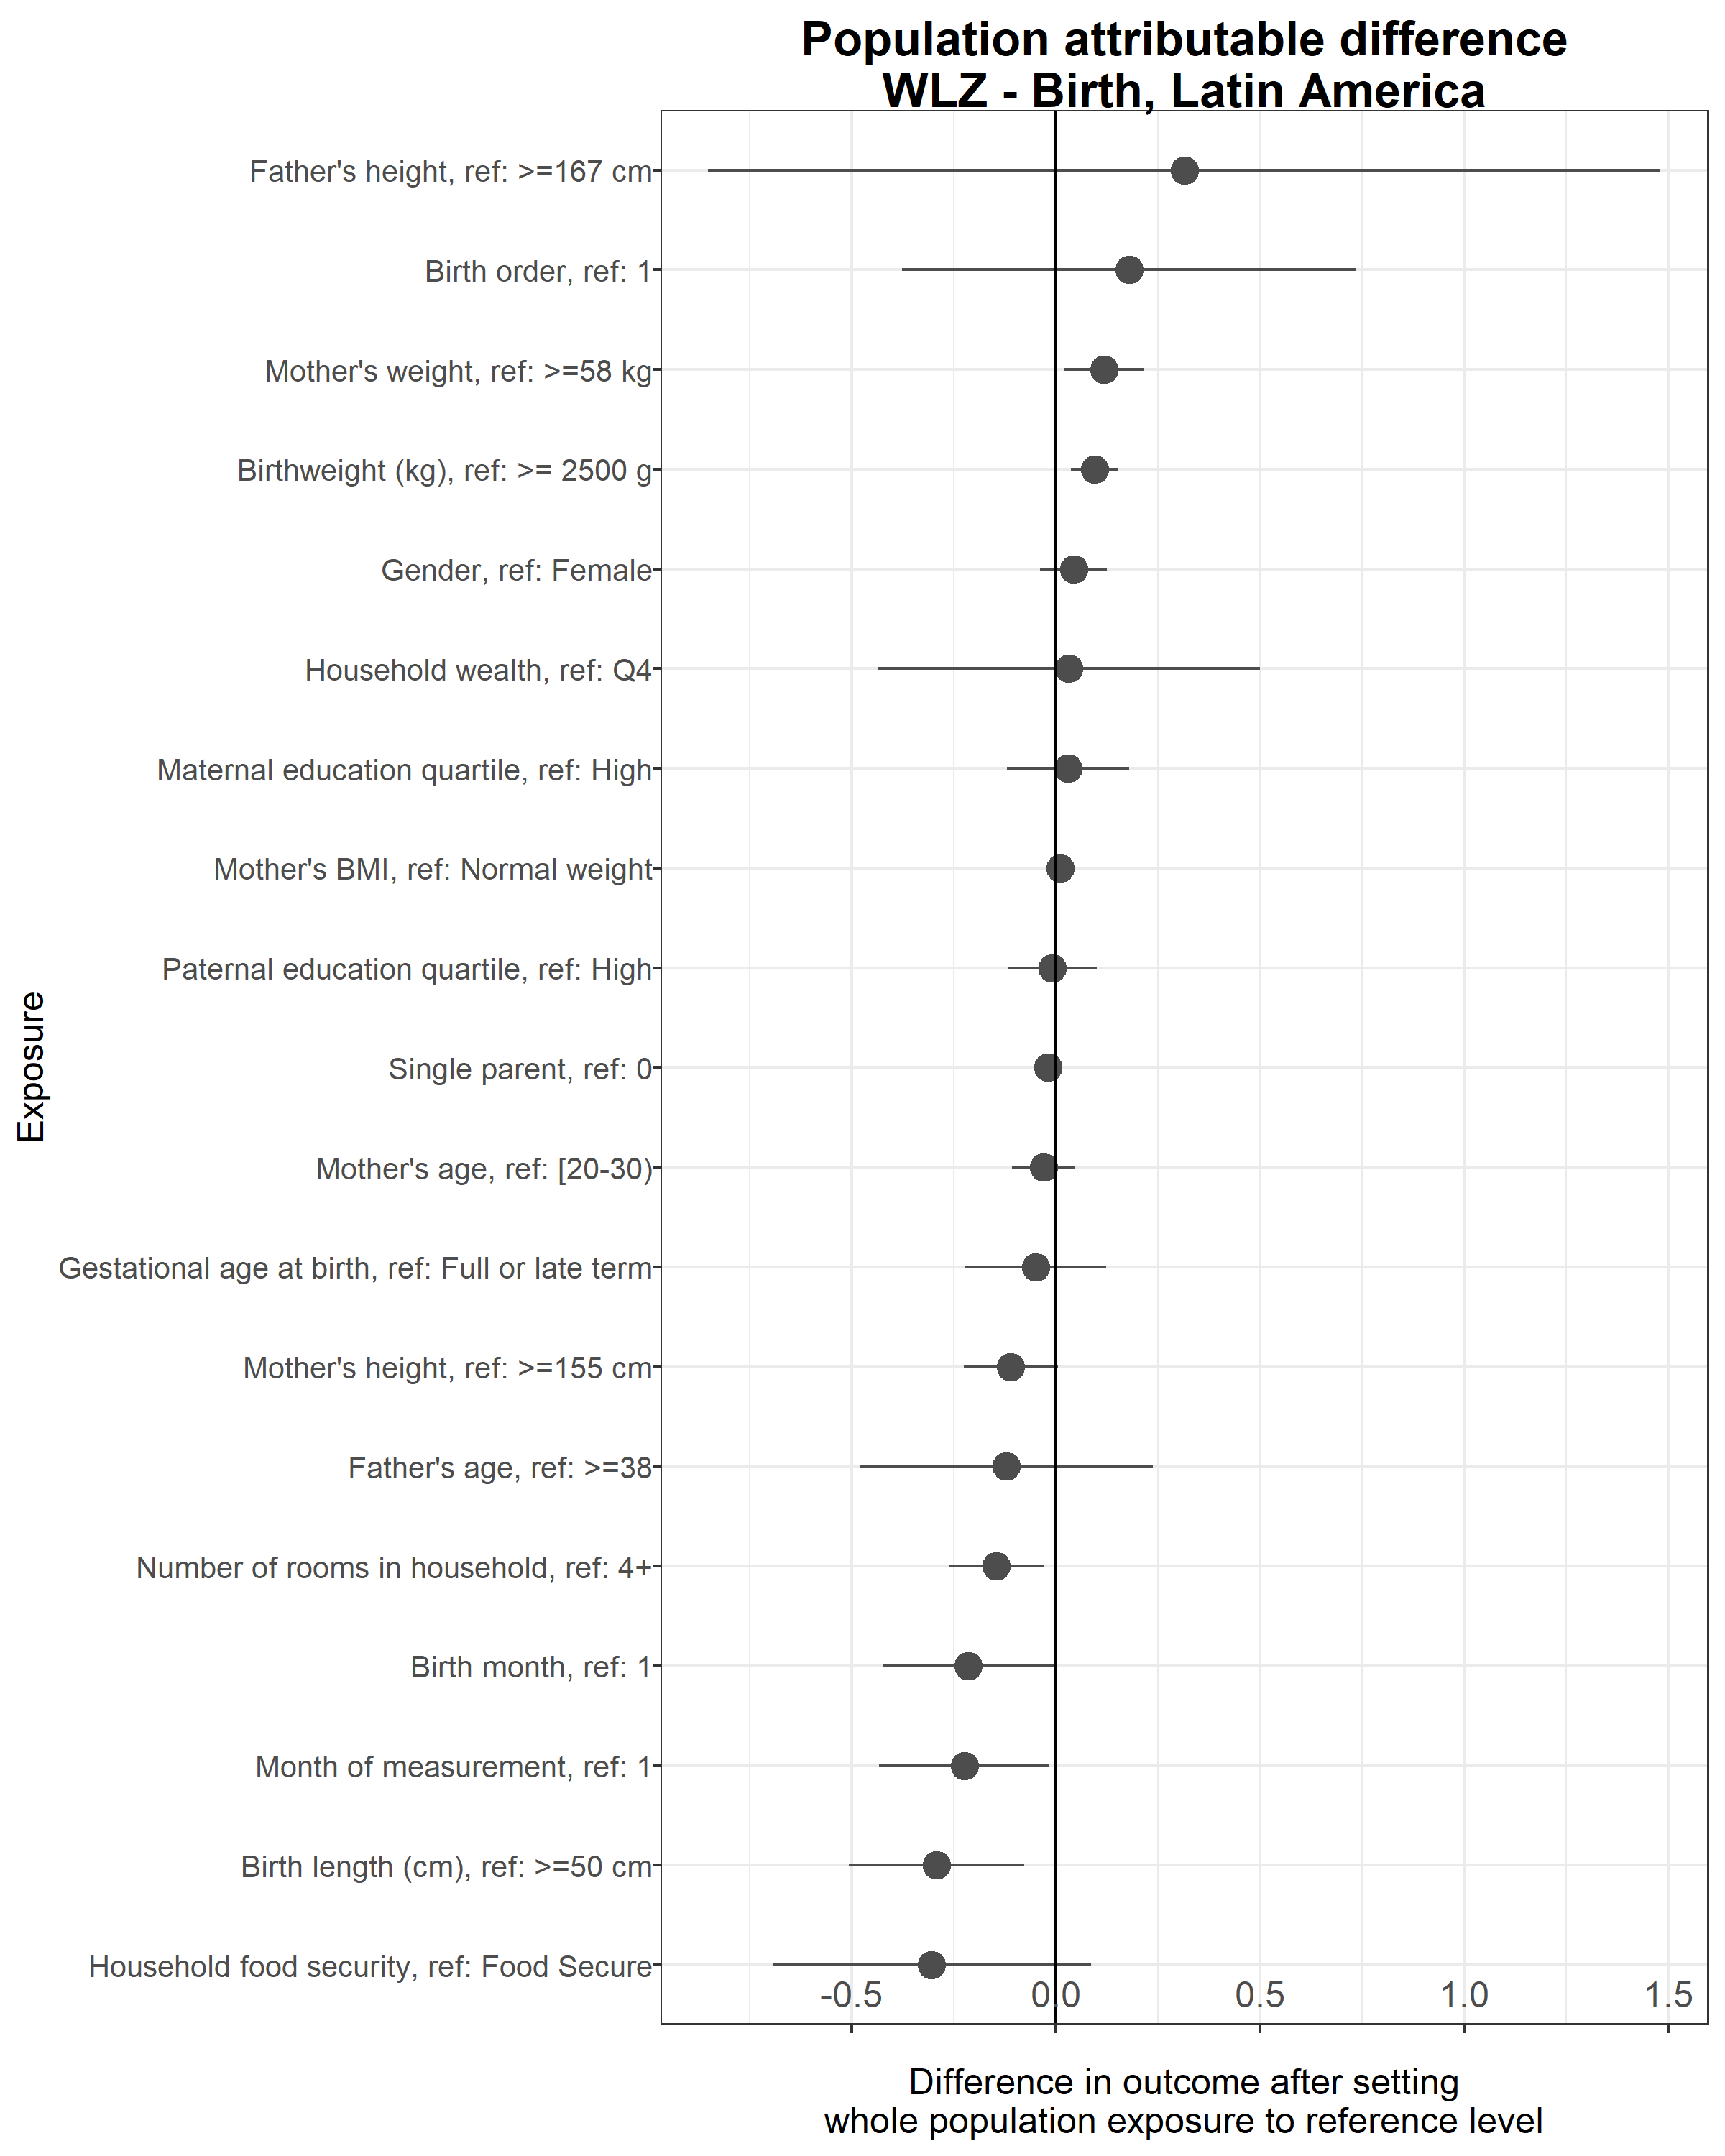 Population attributable difference
WLZ - Birth, Latin America
Father's height, ref: >=167 cm
Birth order, ref: 1
Mother's weight, ref: >=58 kg
Birthweight (kg), ref: >= 2500 g
Gender, ref: Female
Household wealth, ref: Q4
Maternal education quartile, ref: High
Mother's BMI, ref: Normal weight
Paternal education quartile, ref: High
Single parent, ref: 0
Mother's age, ref: [20-30)
Gestational age at birth, ref: Full or late term
Mother's height, ref: >=155 cm
Father's age, ref: >=38
Number of rooms in household, ref: 4+
Birth month, ref: 1
Month of measurement, ref: 1
Birth length (cm), ref: >=50 cm
Household food security, ref: Food Secure
Exposure
-0.5 0.0 0.5 1.0 1.5
Difference in outcome after setting
whole population exposure to reference level